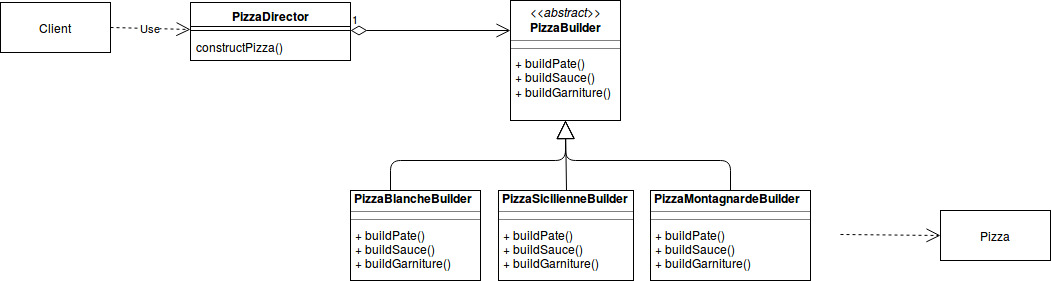 Client
Use
PizzaDirector
constructPizza()
1
<<abstract>>
PizzaBuilder
+ buildPate()
+ buildSauce()
+ buildGarniture()
PizzaBlancheBuilder
+ buildPate()
+ buildSauce()
+ buildGarniture()
PizzaSicilienneBuilder
+ buildPate()
+ buildSauce()
+ buildGarniture()
PizzaMontagnardeBuilder
+ buildPate()
+ buildSauce()
+ buildGarniture()
Pizza